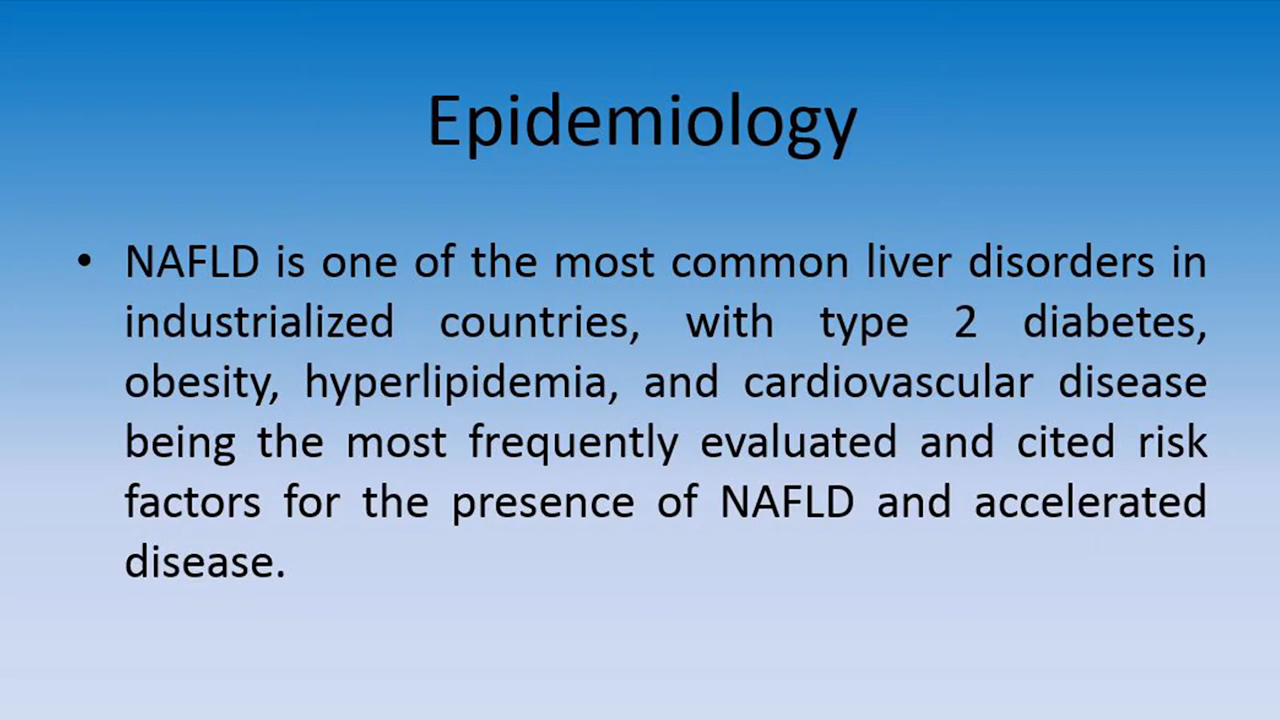 Epidemiology
• NAFLD is one of the most common liver disorders in
industrialized countries, with type 2 diabetes,
obesity, hyperlipidemia, and cardiovascular disease
being the most frequently evaluated and cited risk
factors for the presence of NAFLD and accelerated
disease.